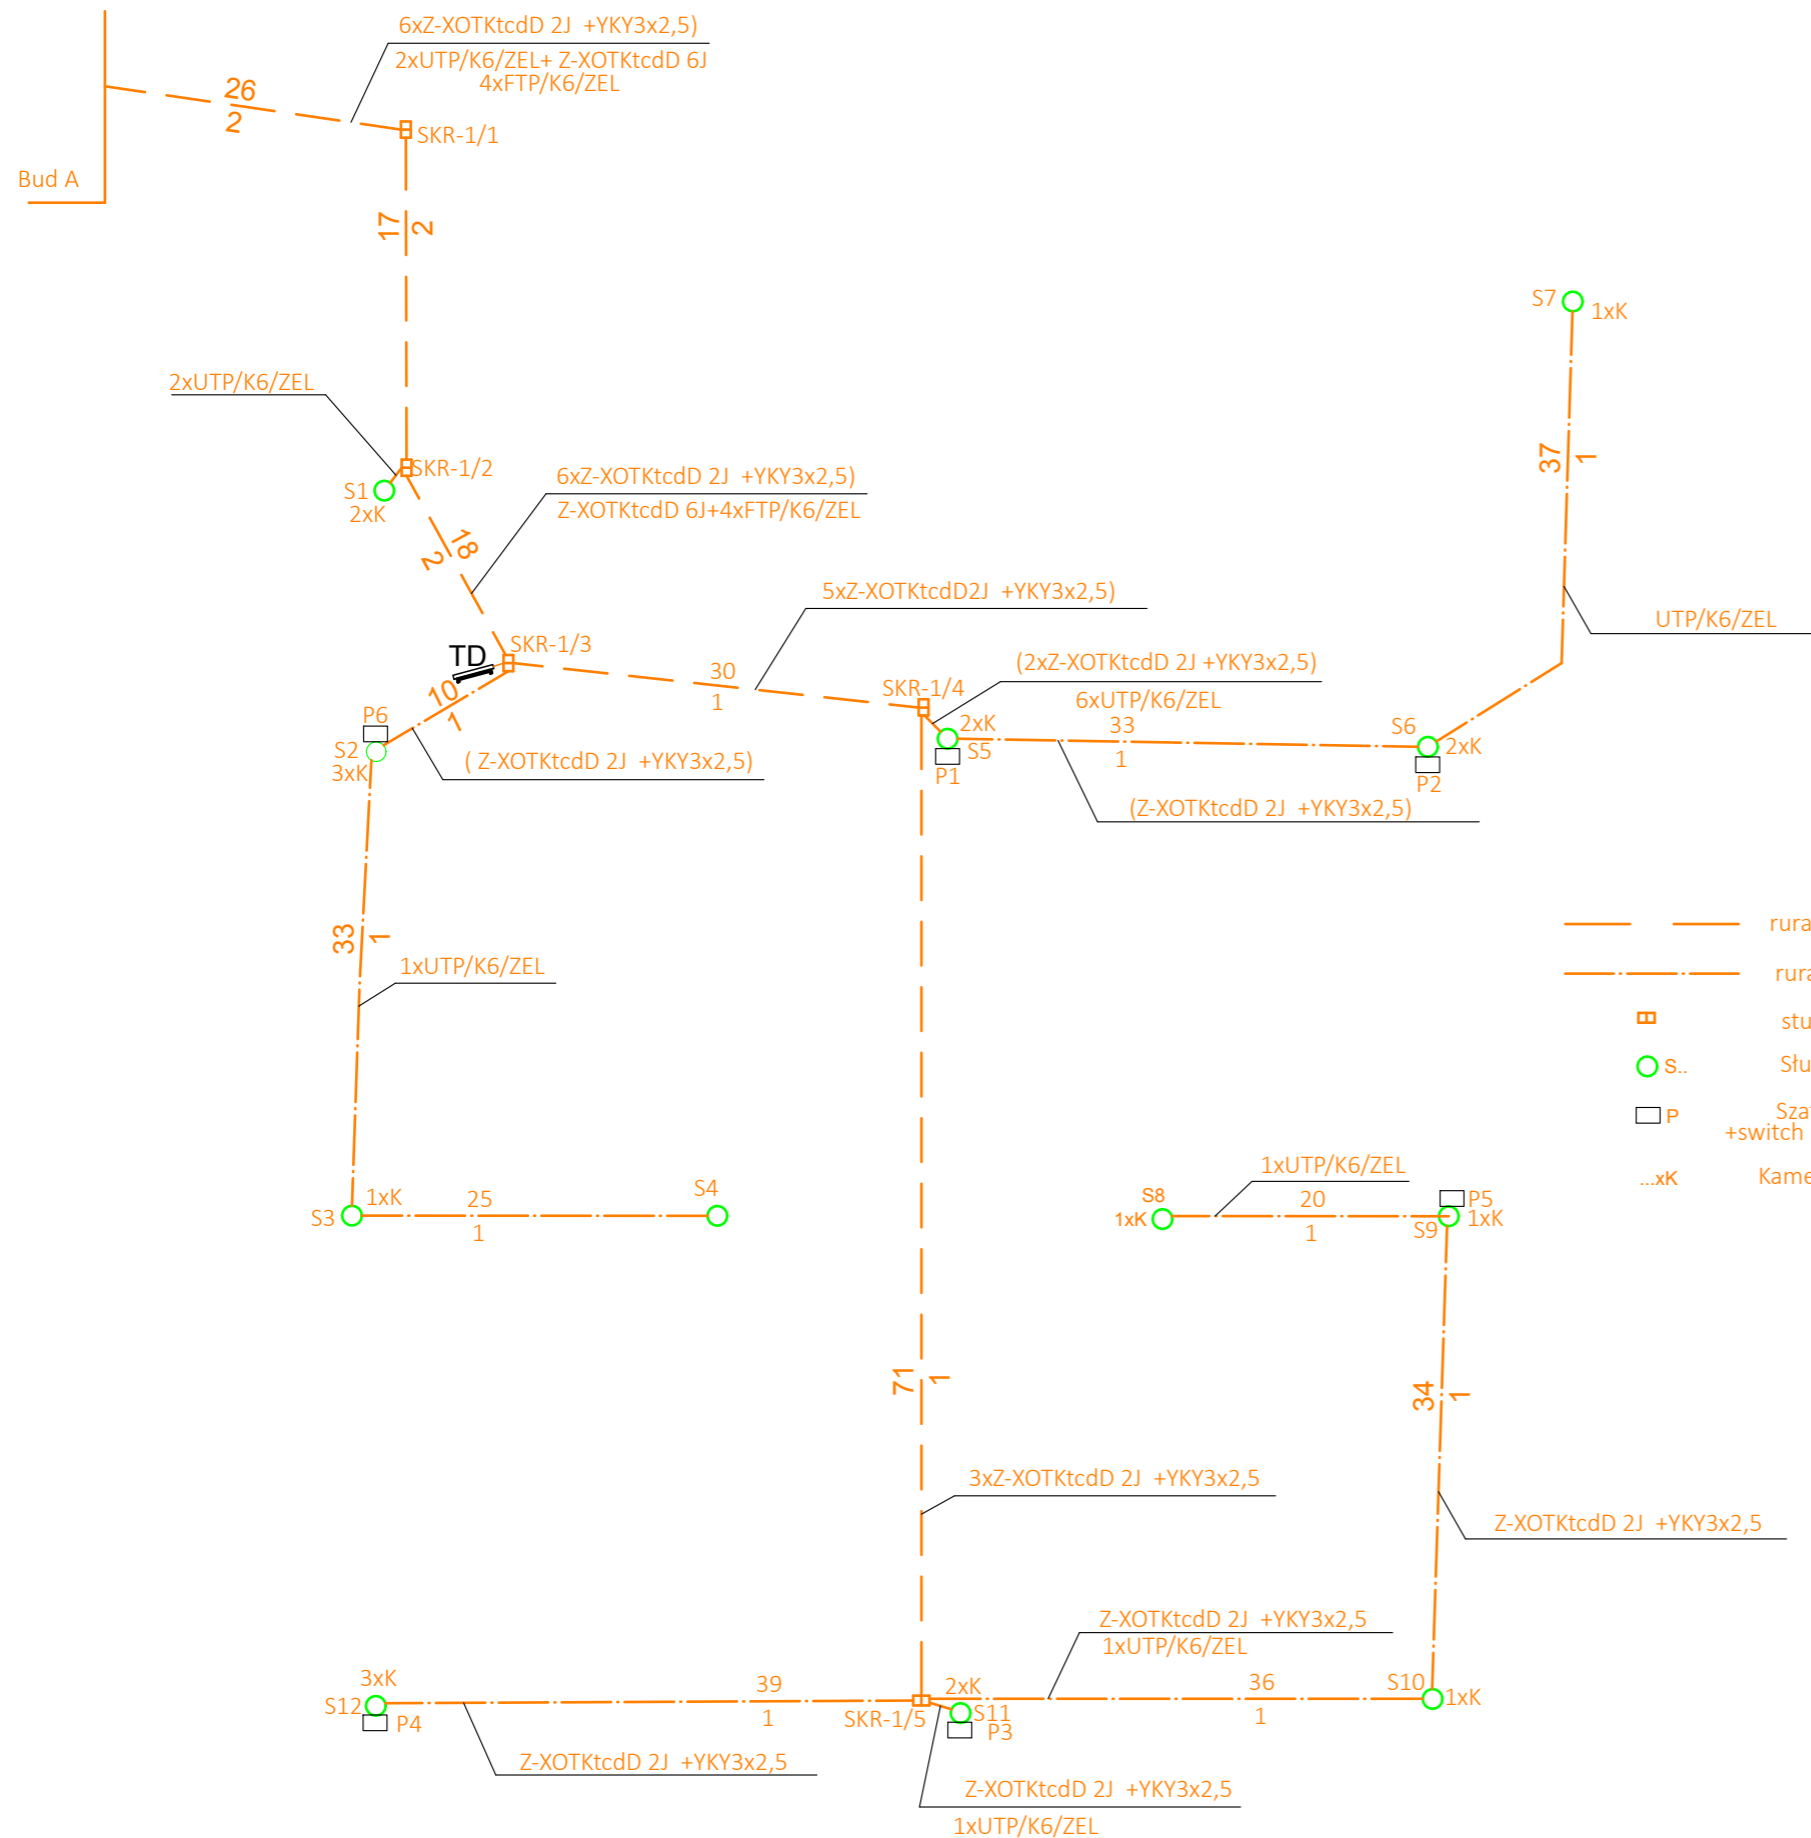 6xZ-XOTKtcdD 2J +YKY3x2,5)
2xUTP/K6/ZEL+ Z-XOTKtcdD 6J
4xFTP/K6/ZEL
26
2
SKR-1/1
Bud A
17
2
S7
1xK
2xUTP/K6/ZEL
SKR-1/2
S1
2xK
6xZ-XOTKtcdD 2J +YKY3x2,5)
Z-XOTKtcdD 6J+4xFTP/K6/ZEL
37
1
18
2
5xZ-XOTKtcdD2J +YKY3x2,5)
UTP/K6/ZEL
SKR-1/3
TD
(2xZ-XOTKtcdD 2J +YKY3x2,5)
6xUTP/K6/ZEL
30
1
SKR-1/4
10
1
P6
S2
3xK
2xK
S5
P1
33
1
S6
2xK
P2
( Z-XOTKtcdD 2J +YKY3x2,5)
(Z-XOTKtcdD 2J +YKY3x2,5)
33
1
1xUTP/K6/ZEL
rura
rura
stu
S..
Słu
P
Sza
+switch
...xK
Kame
1xUTP/K6/ZEL
S3
1xK
25
1
S4
S8
1xK
20
1
P5
S9
1xK
71
1
34
1
3xZ-XOTKtcdD 2J +YKY3x2,5
Z-XOTKtcdD 2J +YKY3x2,5
Z-XOTKtcdD 2J +YKY3x2,5
1xUTP/K6/ZEL
3xK
S12
P4
39
1
SKR-1/5
2xK
S11
P3
36
1
S10
1xK
Z-XOTKtcdD 2J +YKY3x2,5
Z-XOTKtcdD 2J +YKY3x2,5
1xUTP/K6/ZEL